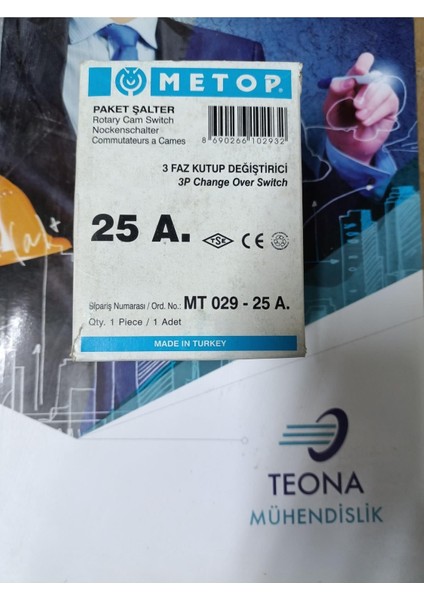 METOP®
PAKET ŞALTER
Rotary Cam Switch
Nockenschalter
Commutateurs a Cames
8 690266 102932
3 FAZ KUTUP DEĞİŞTİRİCİ
3P Change Over Switch
25 A.
TSE CE
Sipariş Numarası / Ord. No.: MT 029 - 25 A.
Qty. 1 Piece / 1 Adet
MADE IN TURKEY
TEONA
MÜHENDİSLİK